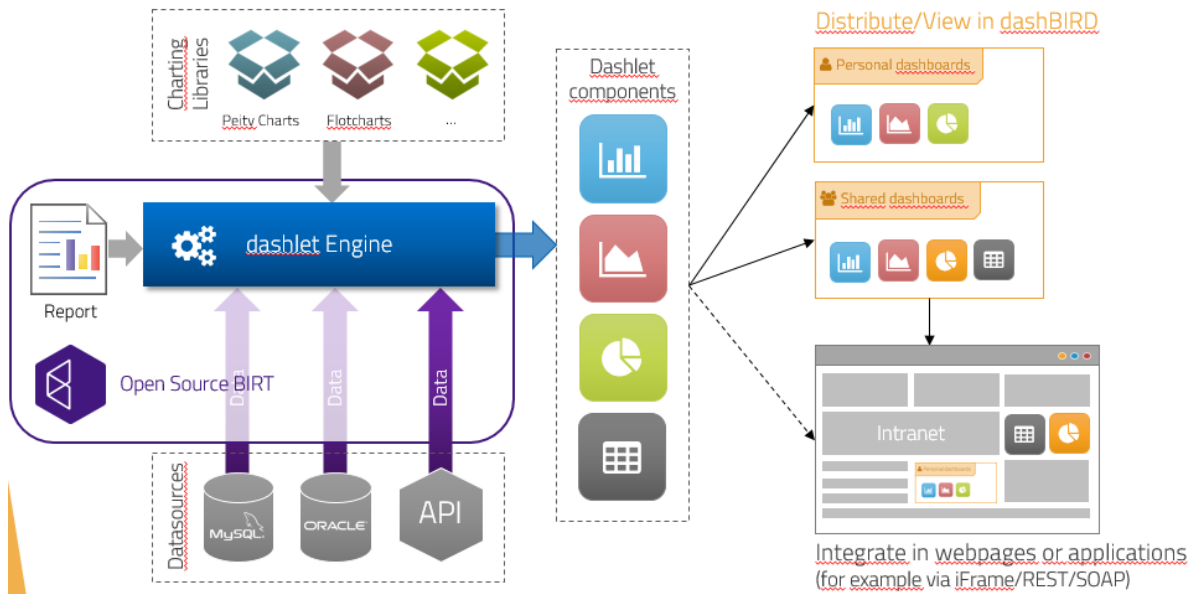 Charting
Libraries
Peity Charts
Flotcharts
...
Report
dashlet Engine
Open Source BIRT
Data
Data
Data
Datasources
MySQL
ORACLE
API
Dashlet
components
Distribute/View in dashBIRD
Personal dashboards
Shared dashboards
Intranet
Personal dashboards
Integrate in webpages or applications
(for example via iFrame/REST/SOAP)